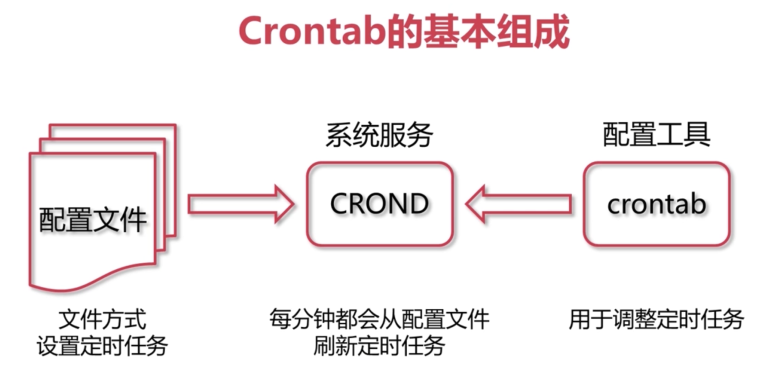 Crontab的基本组成
系统服务
配置工具
配置文件
CROND
crontab
文件方式
设置定时任务
每分钟都会从配置文件
刷新定时任务
用于调整定时任务